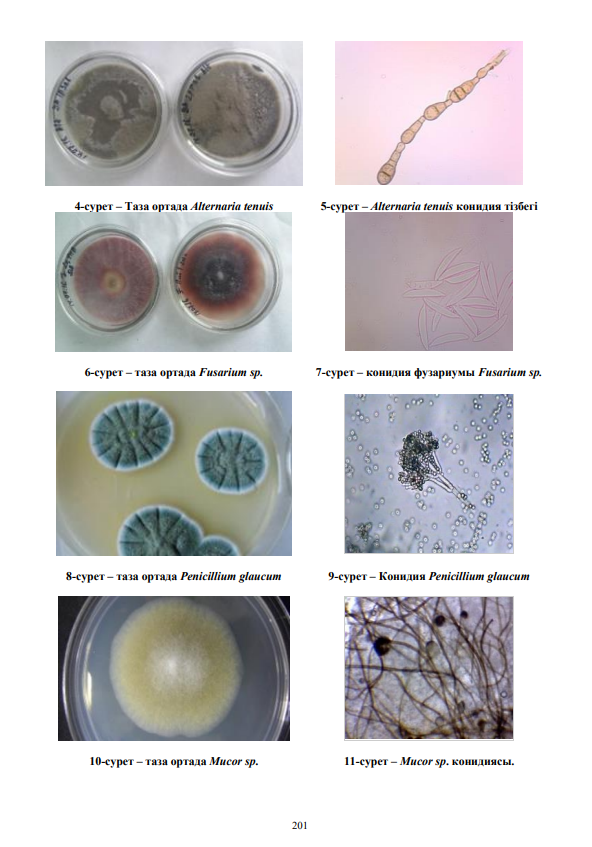 4-сурет – Таза ортада Alternaria tenuis
5-сурет – Alternaria tenuis конидия тізбегі
6-сурет – таза ортада Fusarium sp.
7-сурет – конидия фузариумы Fusarium sp.
8-сурет – таза ортада Penicillium glaucum
9-сурет – Конидия Penicillium glaucum
10-сурет – таза ортада Mucor sp.
11-сурет – Mucor sp. конидиясы.
201